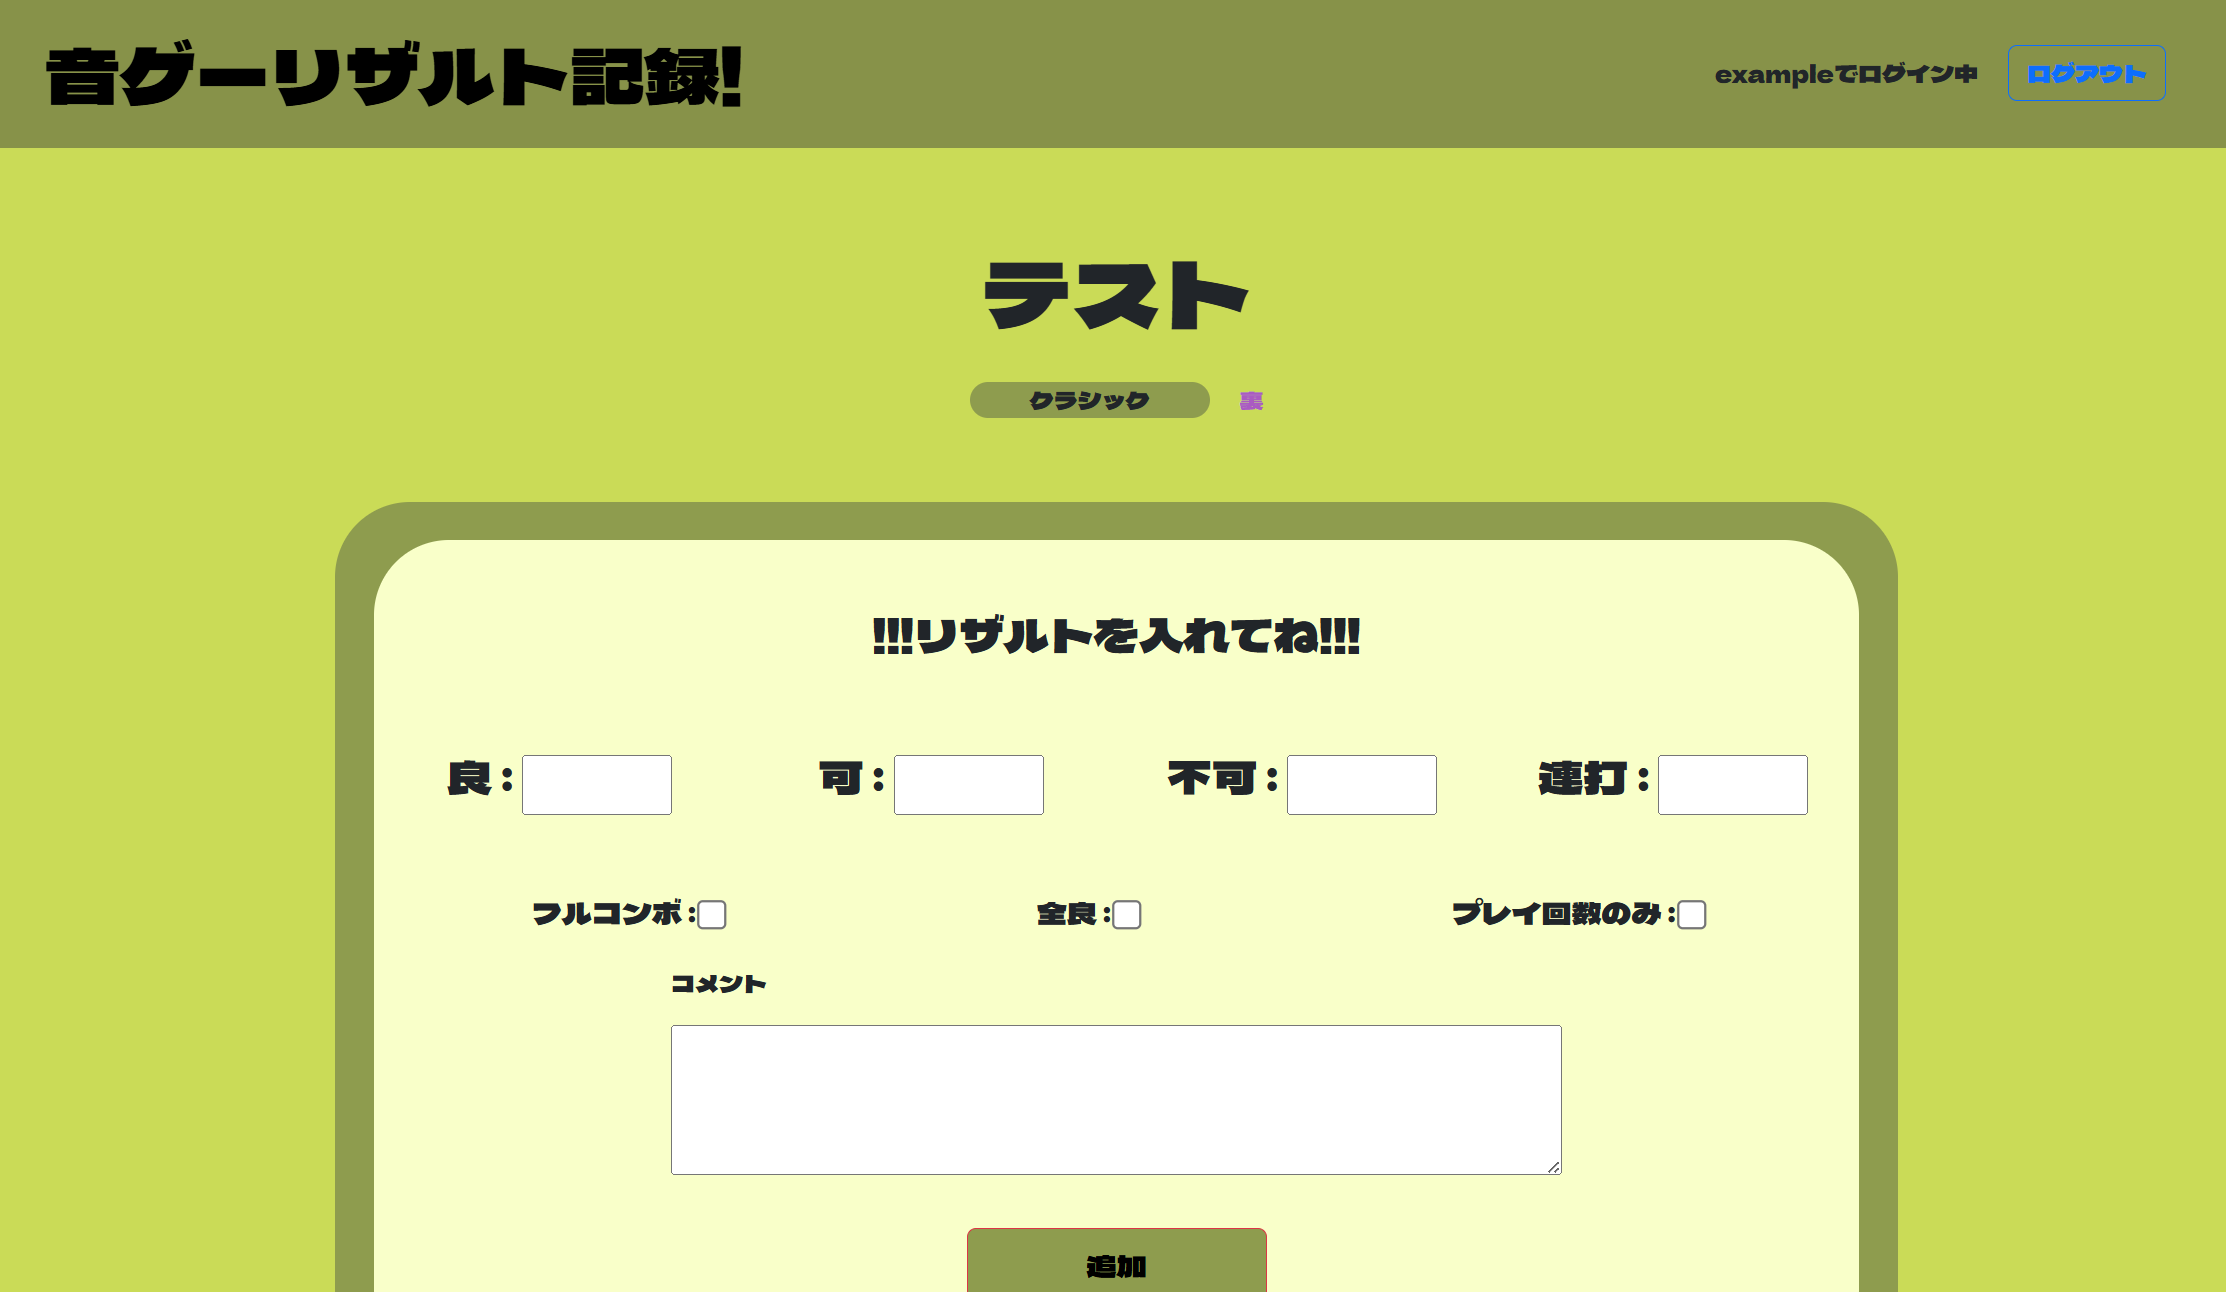 音ゲーリザルト記録!
exampleでログイン中 ログアウト
テスト
クラシック 裏
!!!リザルトを入れてね!!!
良 : 可 : 不可 : 連打 :
フルコンボ : 全良 : プレイ回数のみ :
コメント
追加